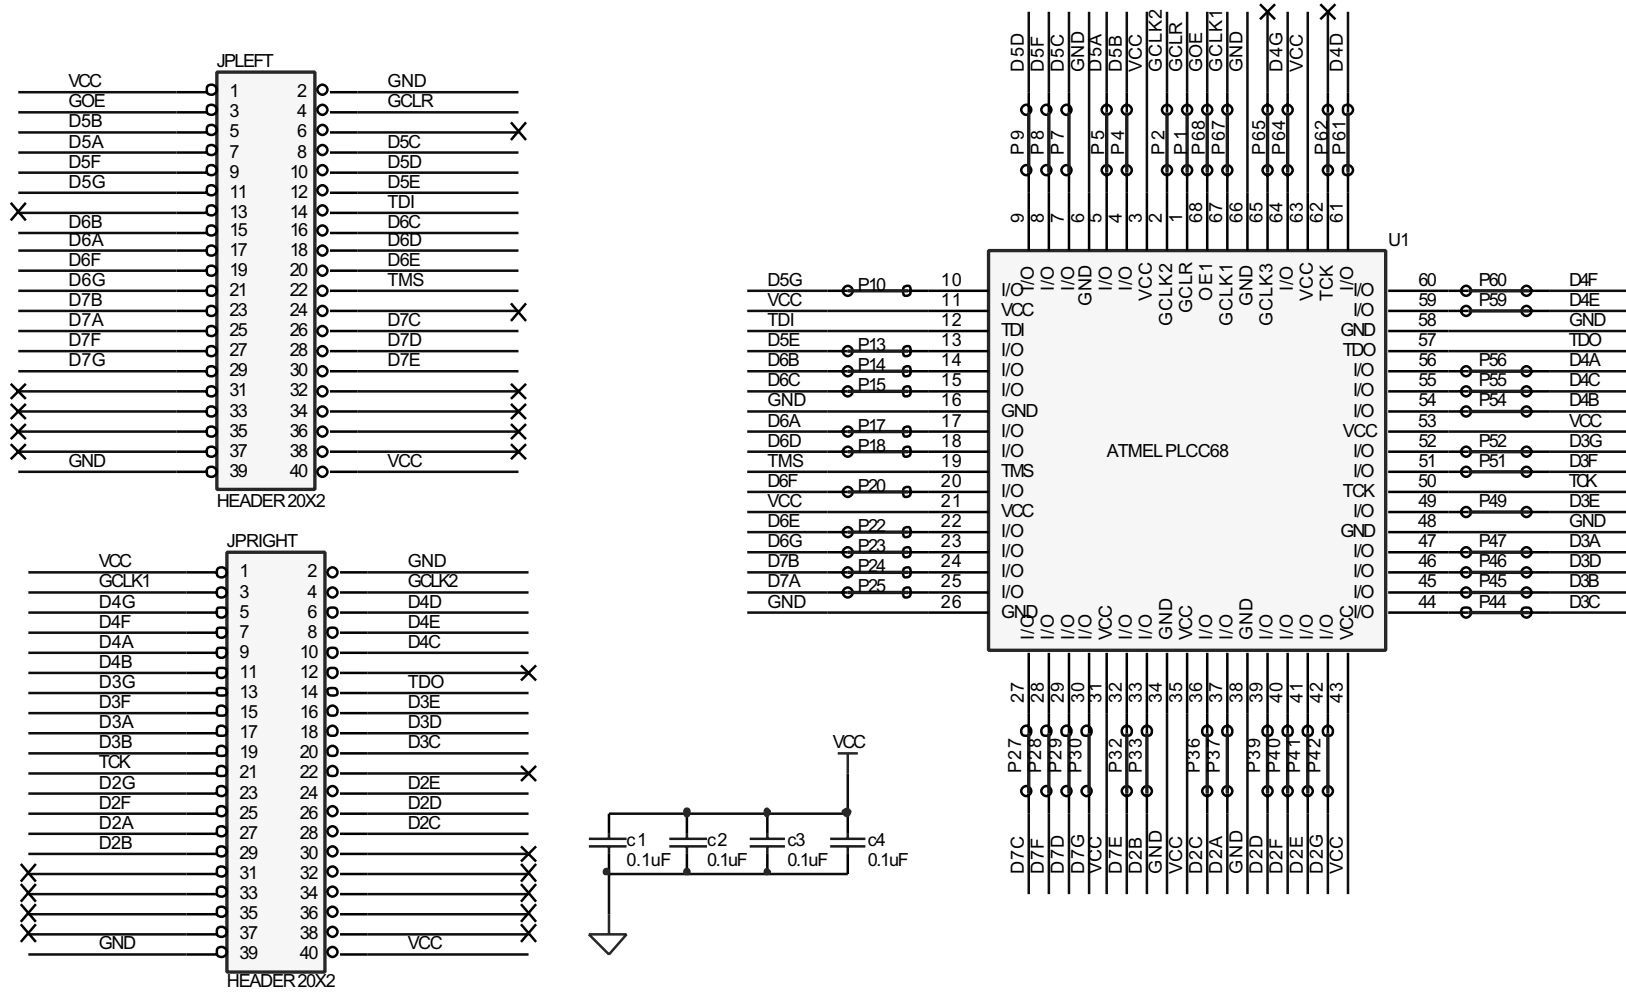 JPLEFT
VCC 1 2 GND
GOE 3 4 GCLR
D5B 5 6
D5A 7 8 D5C
D5F 9 10 D5D
D5G 11 12 D5E
13 14 TDI
D6B 15 16 D6C
D6A 17 18 D6D
D6F 19 20 D6E
D6G 21 22 TMS
D7B 23 24
D7A 25 26 D7C
D7F 27 28 D7D
D7G 29 30 D7E
31 32
33 34
35 36
37 38
GND 39 40 VCC
HEADER 20X2
JPRIGHT
VCC 1 2 GND
GCLK1 3 4 GCLK2
D4G 5 6 D4D
D4F 7 8 D4E
D4A 9 10 D4C
D4B 11 12
D3G 13 14 TDO
D3F 15 16 D3E
D3A 17 18 D3D
D3B 19 20 D3C
TCK 21 22
D2G 23 24 D2E
D2F 25 26 D2D
D2A 27 28 D2C
D2B 29 30
31 32
33 34
35 36
37 38
GND 39 40 VCC
HEADER 20X2
VCC
c1 c2 c3 c4
0.1uF 0.1uF 0.1uF 0.1uF
D5D D5F D5C GND D5A D5B VCC GCLK2 GCLR GOE GCLK1 GND D4G VCC D4D
P9 P8 P7 P5 P4 P2 P1 P68 P67 P65 P64 P62 P61
9 8 7 6 5 4 3 2 1 68 67 66 65 64 63 62 61
U1
I/O I/O I/O GND I/O I/O VCC GCLK2 GCLR OE1 GCLK1 GND GCLK3 I/O VCC TCK I/O
D5G P10 10 I/O I/O 60 P60 D4F
VCC 11 VCC I/O 59 P59 D4E
TDI 12 TDI GND 58 GND
D5E P13 13 I/O TDO 57 TDO
D6B P14 14 I/O I/O 56 P56 D4A
D6C P15 15 I/O I/O 55 P55 D4C
GND 16 GND I/O 54 P54 D4B
D6A P17 17 I/O VCC 53 VCC
D6D P18 18 I/O ATMEL PLCC68 I/O 52 P52 D3G
TMS 19 TMS I/O 51 P51 D3F
D6F P20 20 I/O TCK 50 TCK
VCC 21 VCC I/O 49 P49 D3E
D6E P22 22 I/O GND 48 GND
D6G P23 23 I/O I/O 47 P47 D3A
D7B P24 24 I/O I/O 46 P46 D3D
D7A P25 25 I/O I/O 45 P45 D3B
GND 26 GND I/O 44 P44 D3C
I/O I/O I/O I/O VCC I/O I/O GND VCC I/O I/O GND I/O I/O I/O I/O VCC
27 28 29 30 31 32 33 34 35 36 37 38 39 40 41 42 43
P27 P28 P29 P30 P32 P33 P36 P37 P39 P40 P41 P42
D7C D7F D7D D7G VCC D7E D2B GND VCC D2C D2A GND D2D D2F D2E D2G VCC